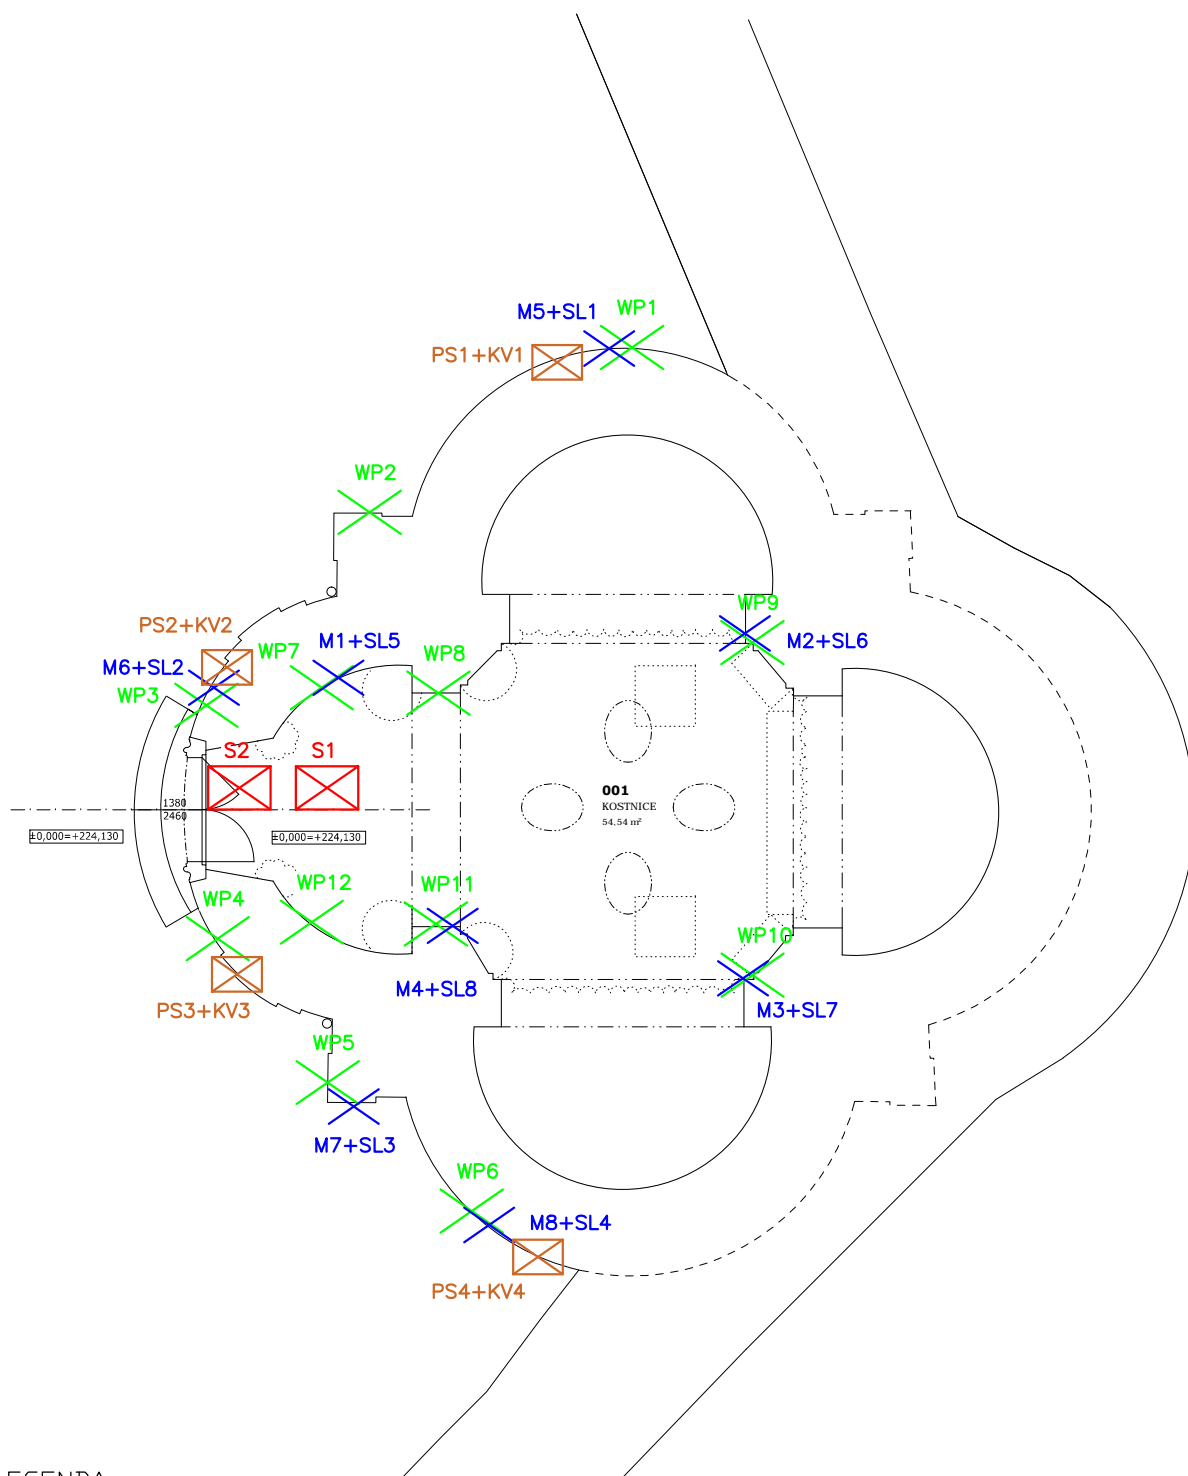 M5+SL1
WP1
PS1+KV1
WP2
WP9
PS2+KV2
M1+SL5
M2+SL6
WP7
WP8
M6+SL2
WP3
S2
S1
001
KOSTNICE
54,54 m²
1380
2460
±0,000=+224,130
±0,000=+224,130
WP12
WP11
WP4
WP10
M4+SL8
PS3+KV3
M3+SL7
WP5
M7+SL3
WP6
M8+SL4
PS4+KV4